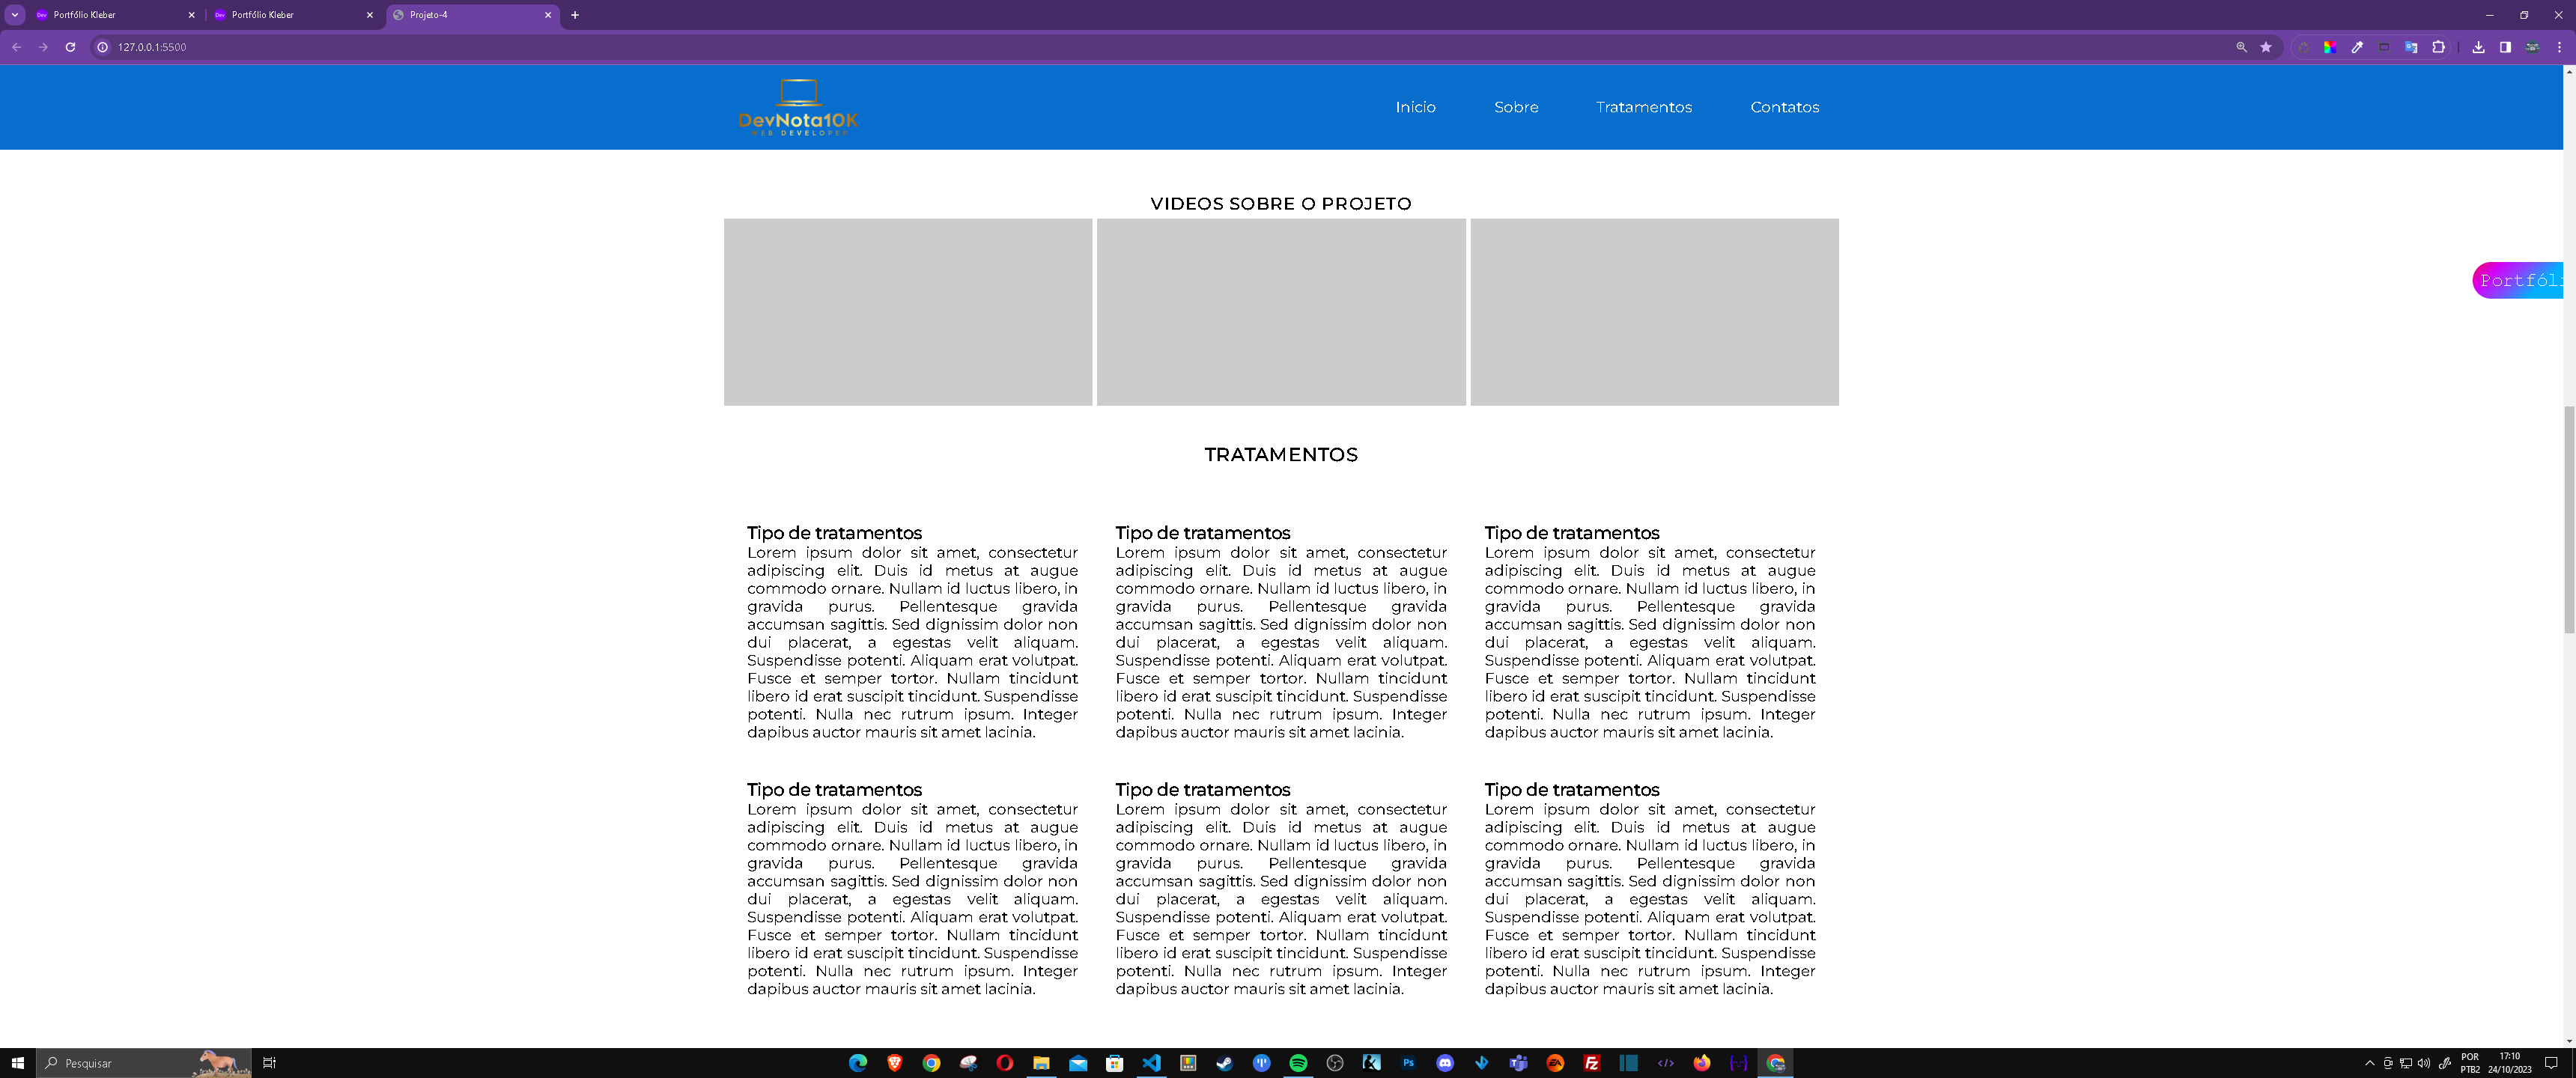 Portfólio Kleber
Portfólio Kleber
Projeto-4
127.0.0.1:5500
DevNota10K
WEB DEVELOPER
Inicio
Sobre
Tratamentos
Contatos
VIDEOS SOBRE O PROJETO
Portfóli
TRATAMENTOS
Tipo de tratamentos
Lorem ipsum dolor sit amet, consectetur
adipiscing elit. Duis id metus at augue
commodo ornare. Nullam id luctus libero, in
gravida purus. Pellentesque gravida
accumsan sagittis. Sed dignissim dolor non
dui placerat, a egestas velit aliquam.
Suspendisse potenti. Aliquam erat volutpat.
Fusce et semper tortor. Nullam tincidunt
libero id erat suscipit tincidunt. Suspendisse
potenti. Nulla nec rutrum ipsum. Integer
dapibus auctor mauris sit amet lacinia.
Tipo de tratamentos
Lorem ipsum dolor sit amet, consectetur
adipiscing elit. Duis id metus at augue
commodo ornare. Nullam id luctus libero, in
gravida purus. Pellentesque gravida
accumsan sagittis. Sed dignissim dolor non
dui placerat, a egestas velit aliquam.
Suspendisse potenti. Aliquam erat volutpat.
Fusce et semper tortor. Nullam tincidunt
libero id erat suscipit tincidunt. Suspendisse
potenti. Nulla nec rutrum ipsum. Integer
dapibus auctor mauris sit amet lacinia.
Tipo de tratamentos
Lorem ipsum dolor sit amet, consectetur
adipiscing elit. Duis id metus at augue
commodo ornare. Nullam id luctus libero, in
gravida purus. Pellentesque gravida
accumsan sagittis. Sed dignissim dolor non
dui placerat, a egestas velit aliquam.
Suspendisse potenti. Aliquam erat volutpat.
Fusce et semper tortor. Nullam tincidunt
libero id erat suscipit tincidunt. Suspendisse
potenti. Nulla nec rutrum ipsum. Integer
dapibus auctor mauris sit amet lacinia.
Tipo de tratamentos
Lorem ipsum dolor sit amet, consectetur
adipiscing elit. Duis id metus at augue
commodo ornare. Nullam id luctus libero, in
gravida purus. Pellentesque gravida
accumsan sagittis. Sed dignissim dolor non
dui placerat, a egestas velit aliquam.
Suspendisse potenti. Aliquam erat volutpat.
Fusce et semper tortor. Nullam tincidunt
libero id erat suscipit tincidunt. Suspendisse
potenti. Nulla nec rutrum ipsum. Integer
dapibus auctor mauris sit amet lacinia.
Tipo de tratamentos
Lorem ipsum dolor sit amet, consectetur
adipiscing elit. Duis id metus at augue
commodo ornare. Nullam id luctus libero, in
gravida purus. Pellentesque gravida
accumsan sagittis. Sed dignissim dolor non
dui placerat, a egestas velit aliquam.
Suspendisse potenti. Aliquam erat volutpat.
Fusce et semper tortor. Nullam tincidunt
libero id erat suscipit tincidunt. Suspendisse
potenti. Nulla nec rutrum ipsum. Integer
dapibus auctor mauris sit amet lacinia.
Tipo de tratamentos
Lorem ipsum dolor sit amet, consectetur
adipiscing elit. Duis id metus at augue
commodo ornare. Nullam id luctus libero, in
gravida purus. Pellentesque gravida
accumsan sagittis. Sed dignissim dolor non
dui placerat, a egestas velit aliquam.
Suspendisse potenti. Aliquam erat volutpat.
Fusce et semper tortor. Nullam tincidunt
libero id erat suscipit tincidunt. Suspendisse
potenti. Nulla nec rutrum ipsum. Integer
dapibus auctor mauris sit amet lacinia.
Pesquisar
POR
PTB2
17:10
24/10/2023